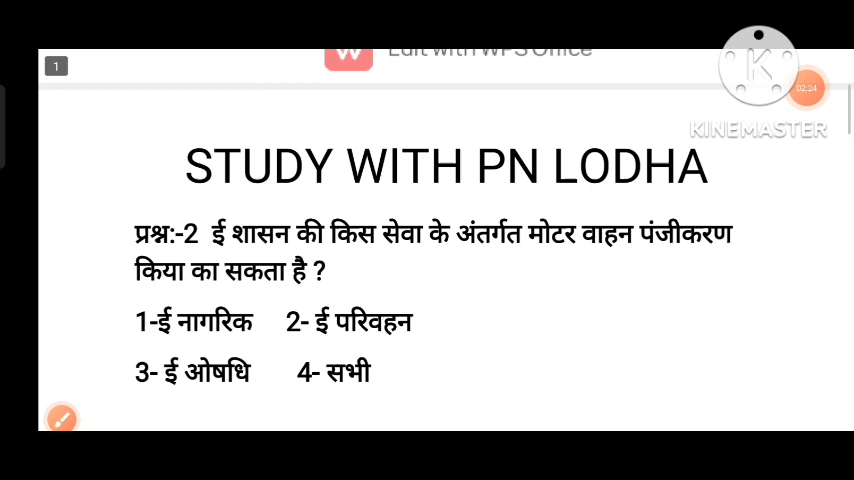 1
Edit with WPS Office
02:24
KINEMASTER
STUDY WITH PN LODHA
प्रश्न:-2 ई शासन की किस सेवा के अंतर्गत मोटर वाहन पंजीकरण
किया का सकता है ?
1-ई नागरिक 2- ई परिवहन
3- ई ओषधि 4- सभी